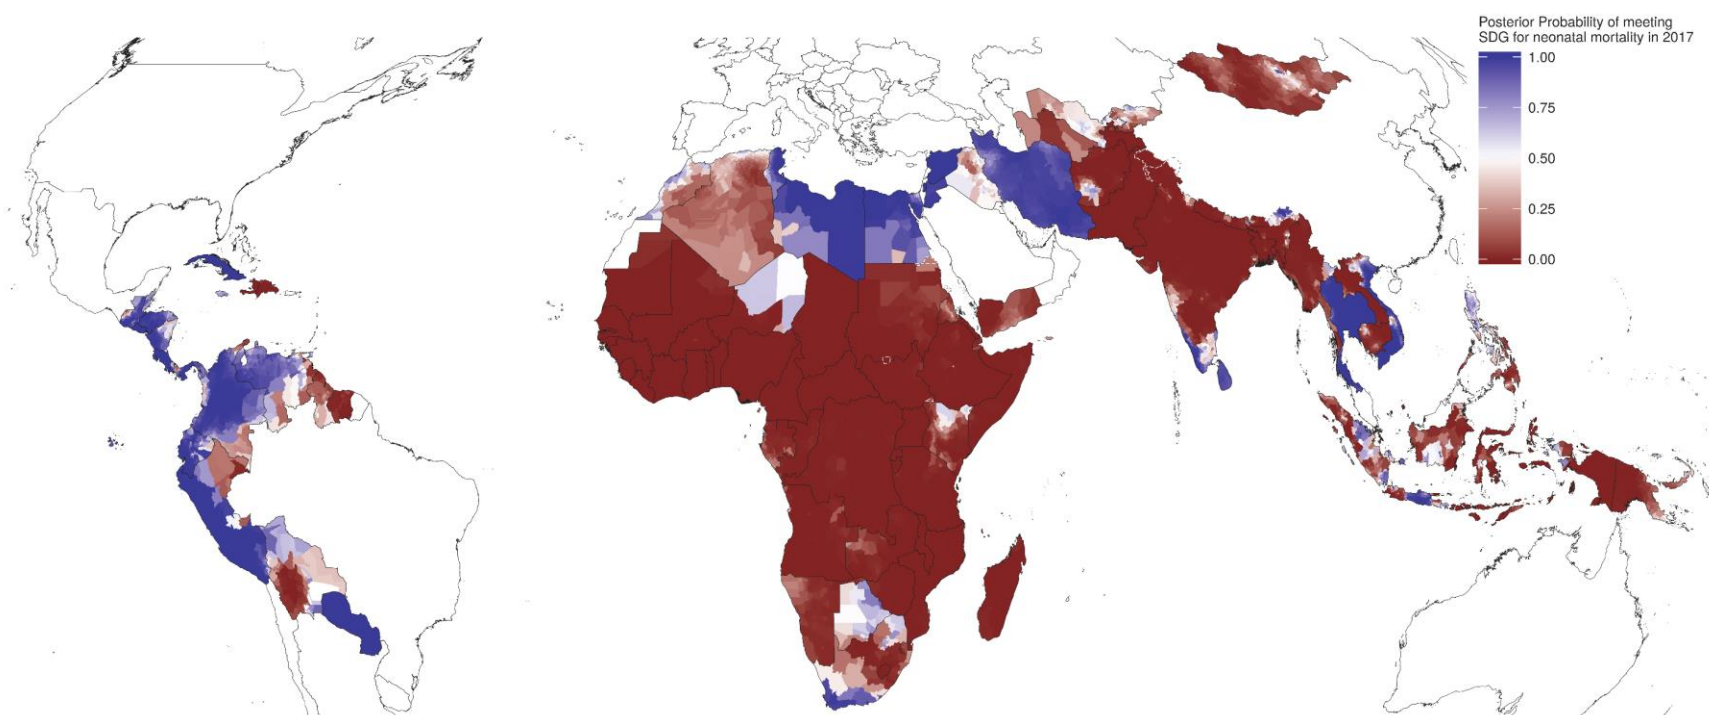 Posterior Probability of meeting
SDG for neonatal mortality in 2017
1.00
0.75
0.50
0.25
0.00